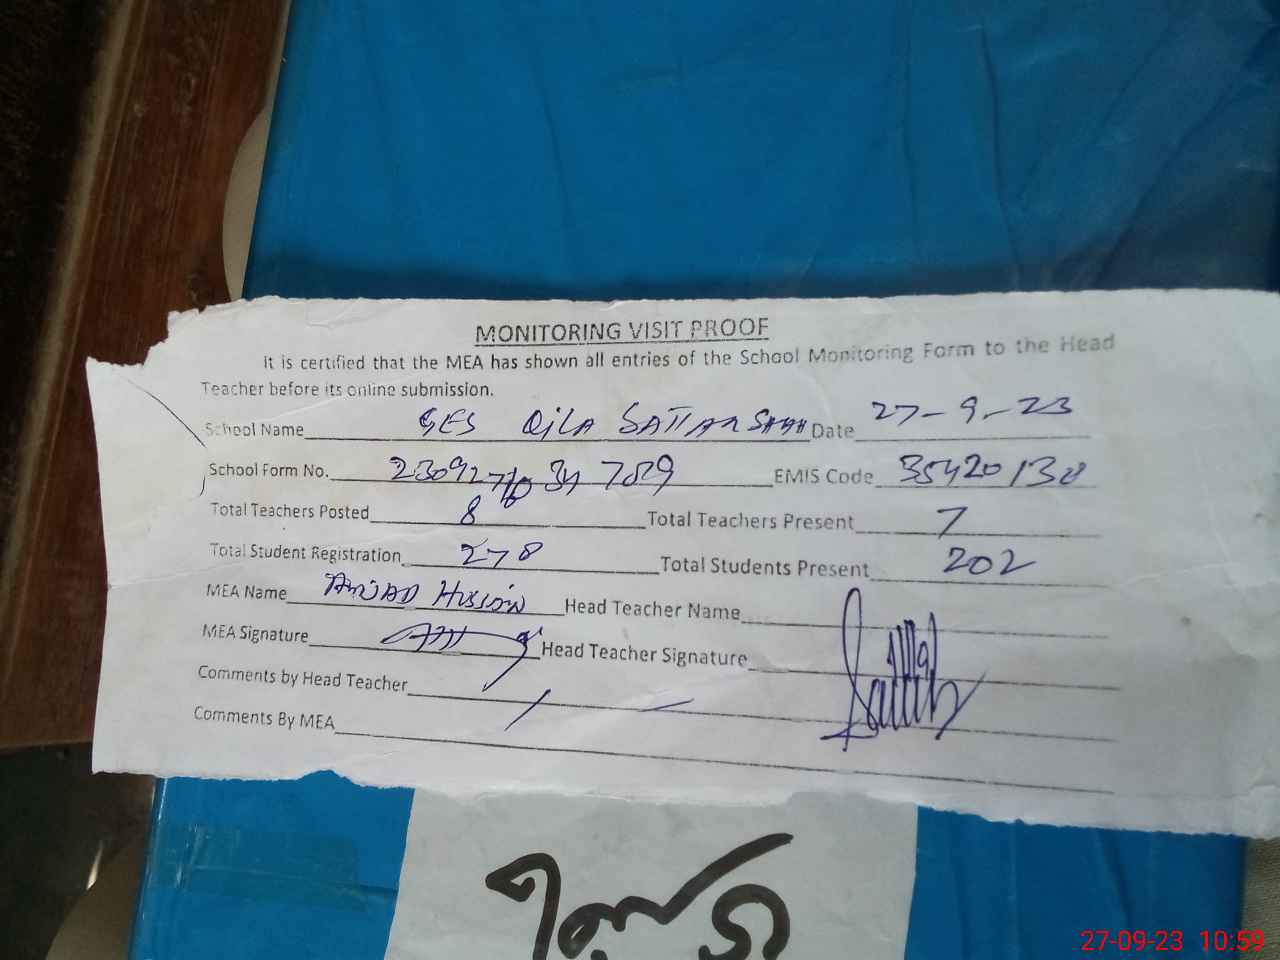 MONITORING VISIT PROOF
It is certified that the MEA has shown all entries of the School Monitoring Form to the Head
Teacher before its online submission.
School Name GES QILA SATTAR SHAH Date 27-9-23
School Form No. EMIS Code 35420130
Total Teachers Posted 8 Total Teachers Present 7
Total Student Registration 278 Total Students Present 202
MEA Name AMJAD Hussain Head Teacher Name
MEA Signature Head Teacher Signature
Comments by Head Teacher
Comments By MEA
27-09-23 10:59